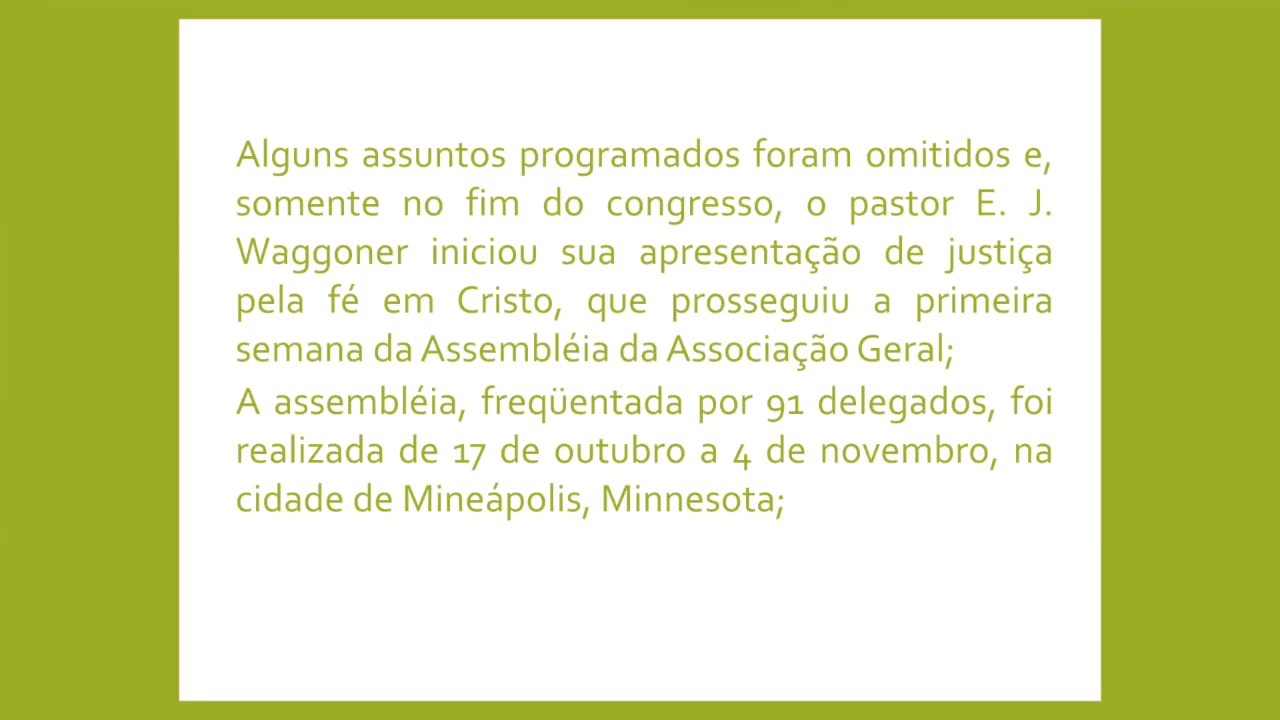 Alguns assuntos programados foram omitidos e,
somente no fim do congresso, o pastor E. J.
Waggoner iniciou sua apresentação de justiça
pela fé em Cristo, que prosseguiu a primeira
semana da Assembléia da Associação Geral;
A assembléia, freqüentada por 91 delegados, foi
realizada de 17 de outubro a 4 de novembro, na
cidade de Mineápolis, Minnesota;